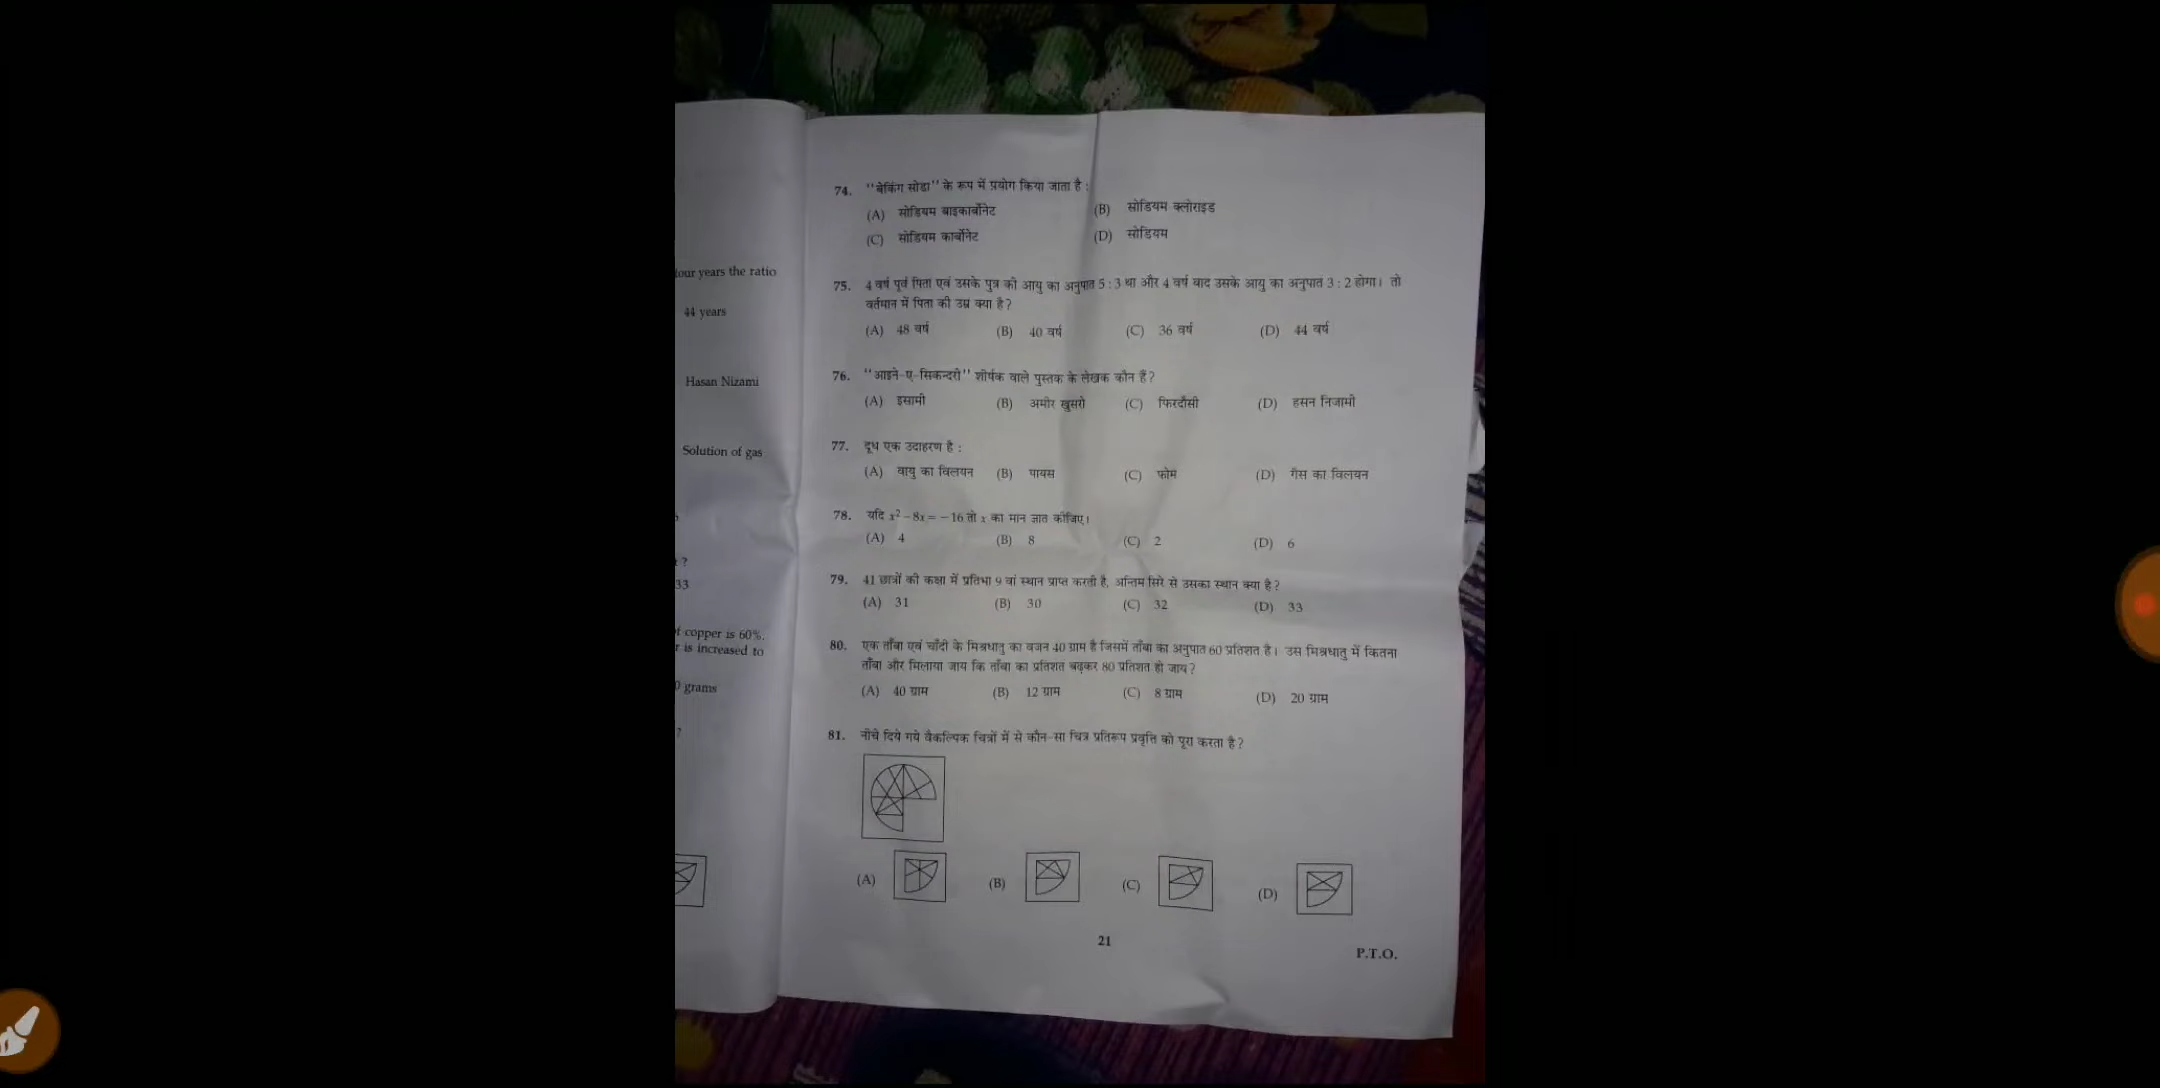 four years the ratio
44 years
Hasan Nizami
Solution of gas
?
33
of copper is 60%.
r is increased to
0 grams
?
74. ''बेकिंग सोडा'' के रूप में प्रयोग किया जाता है :
(A) सोडियम बाइकार्बोनेट (B) सोडियम क्लोराइड
(C) सोडियम कार्बोनेट (D) सोडियम
75. 4 वर्ष पूर्व पिता एवं उसके पुत्र की आयु का अनुपात 5 : 3 था और 4 वर्ष बाद उसके आयु का अनुपात 3 : 2 होगा। तो
वर्तमान में पिता की उम्र क्या है?
(A) 48 वर्ष (B) 40 वर्ष (C) 36 वर्ष (D) 44 वर्ष
76. ''आइने-ए-सिकन्दरी'' शीर्षक वाले पुस्तक के लेखक कौन हैं?
(A) इसामी (B) अमीर खुसरो (C) फिरदौसी (D) हसन निजामी
77. दूध एक उदाहरण है :
(A) वायु का विलयन (B) पायस (C) फोम (D) गैस का विलयन
78. यदि x² – 8x = – 16 तो x का मान ज्ञात कीजिए।
(A) 4 (B) 8 (C) 2 (D) 6
79. 41 छात्रों की कक्षा में प्रतिभा 9 वां स्थान प्राप्त करती है, अन्तिम सिरे से उसका स्थान क्या है?
(A) 31 (B) 30 (C) 32 (D) 33
80. एक ताँबा एवं चाँदी के मिश्रधातु का वजन 40 ग्राम है जिसमें ताँबा का अनुपात 60 प्रतिशत है। उस मिश्रधातु में कितना
ताँबा और मिलाया जाय कि ताँबा का प्रतिशत बढ़कर 80 प्रतिशत हो जाय?
(A) 40 ग्राम (B) 12 ग्राम (C) 8 ग्राम (D) 20 ग्राम
81. नीचे दिये गये वैकल्पिक चित्रों में से कौन-सा चित्र प्रतिरूप प्रवृत्ति को पूरा करता है?
(A) (B) (C) (D)
21
P.T.O.